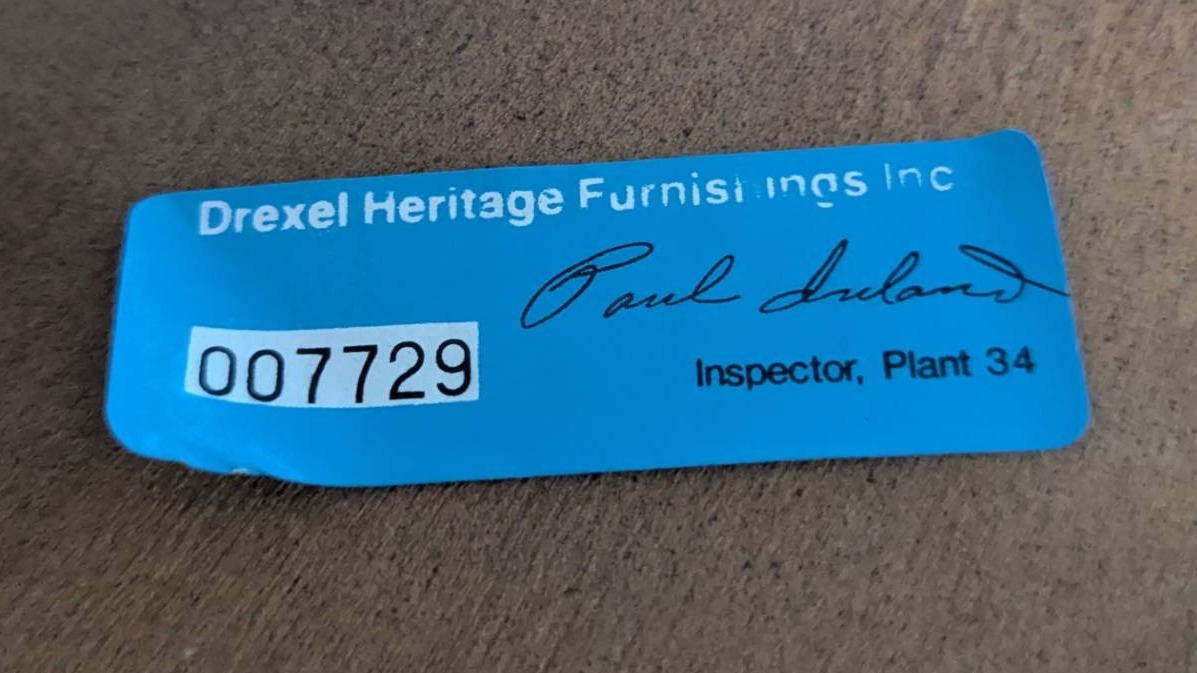 Drexel Heritage Furnishings Inc
Paul Ireland
007729
Inspector, Plant 34